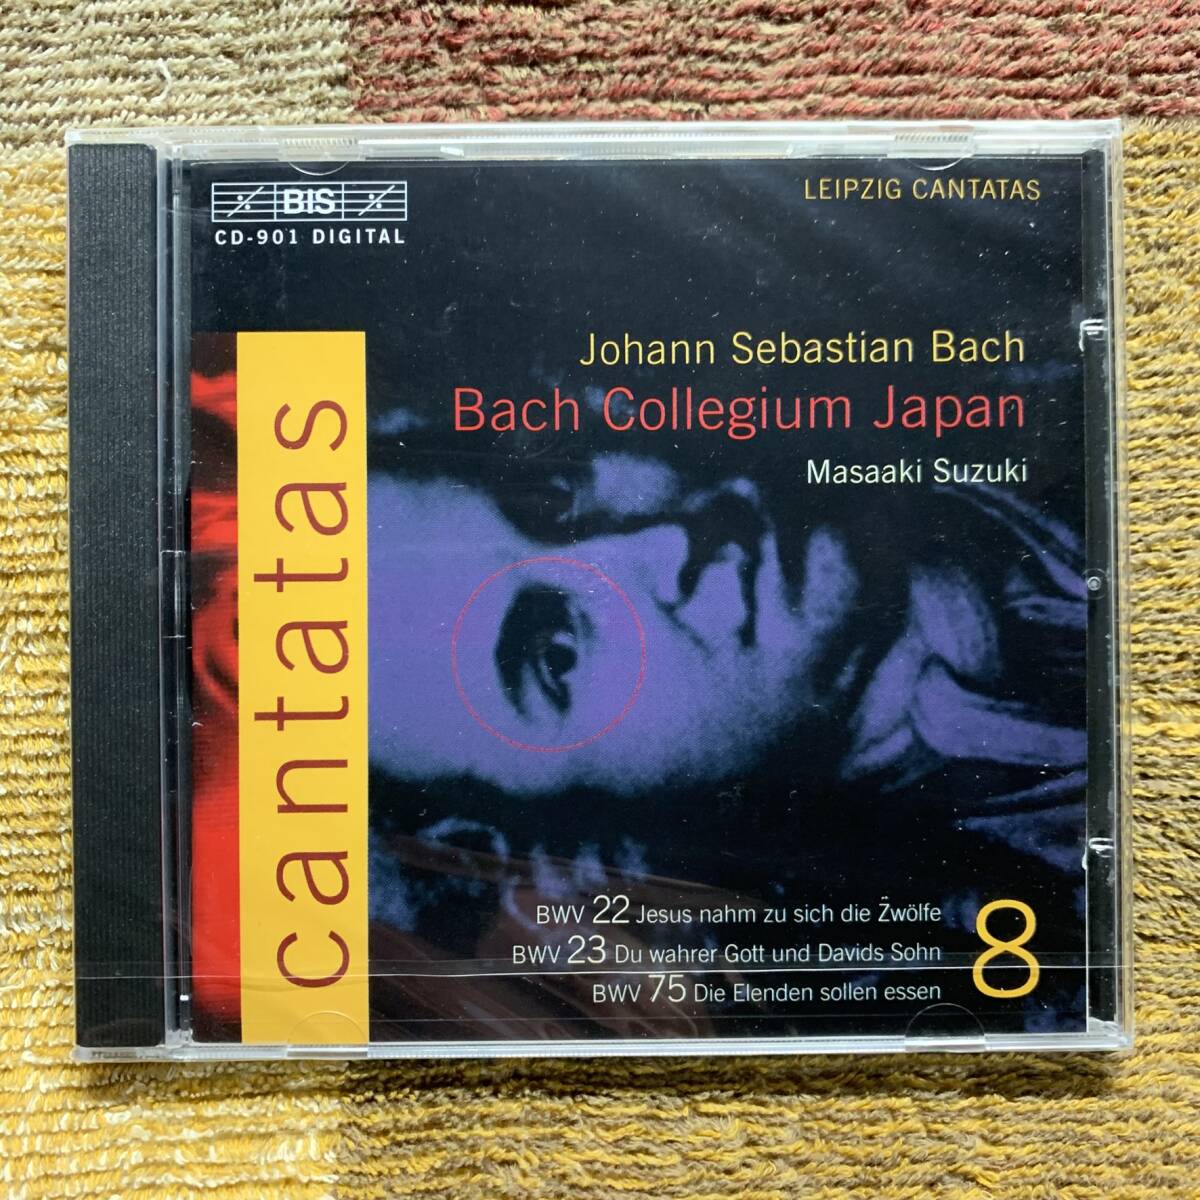 BIS
CD-901 DIGITAL
LEIPZIG CANTATAS
Johann Sebastian Bach
Bach Collegium Japan
Masaaki Suzuki
cantatas
BWV 22 Jesus nahm zu sich die Zwölfe
BWV 23 Du wahrer Gott und Davids Sohn
BWV 75 Die Elenden sollen essen
8